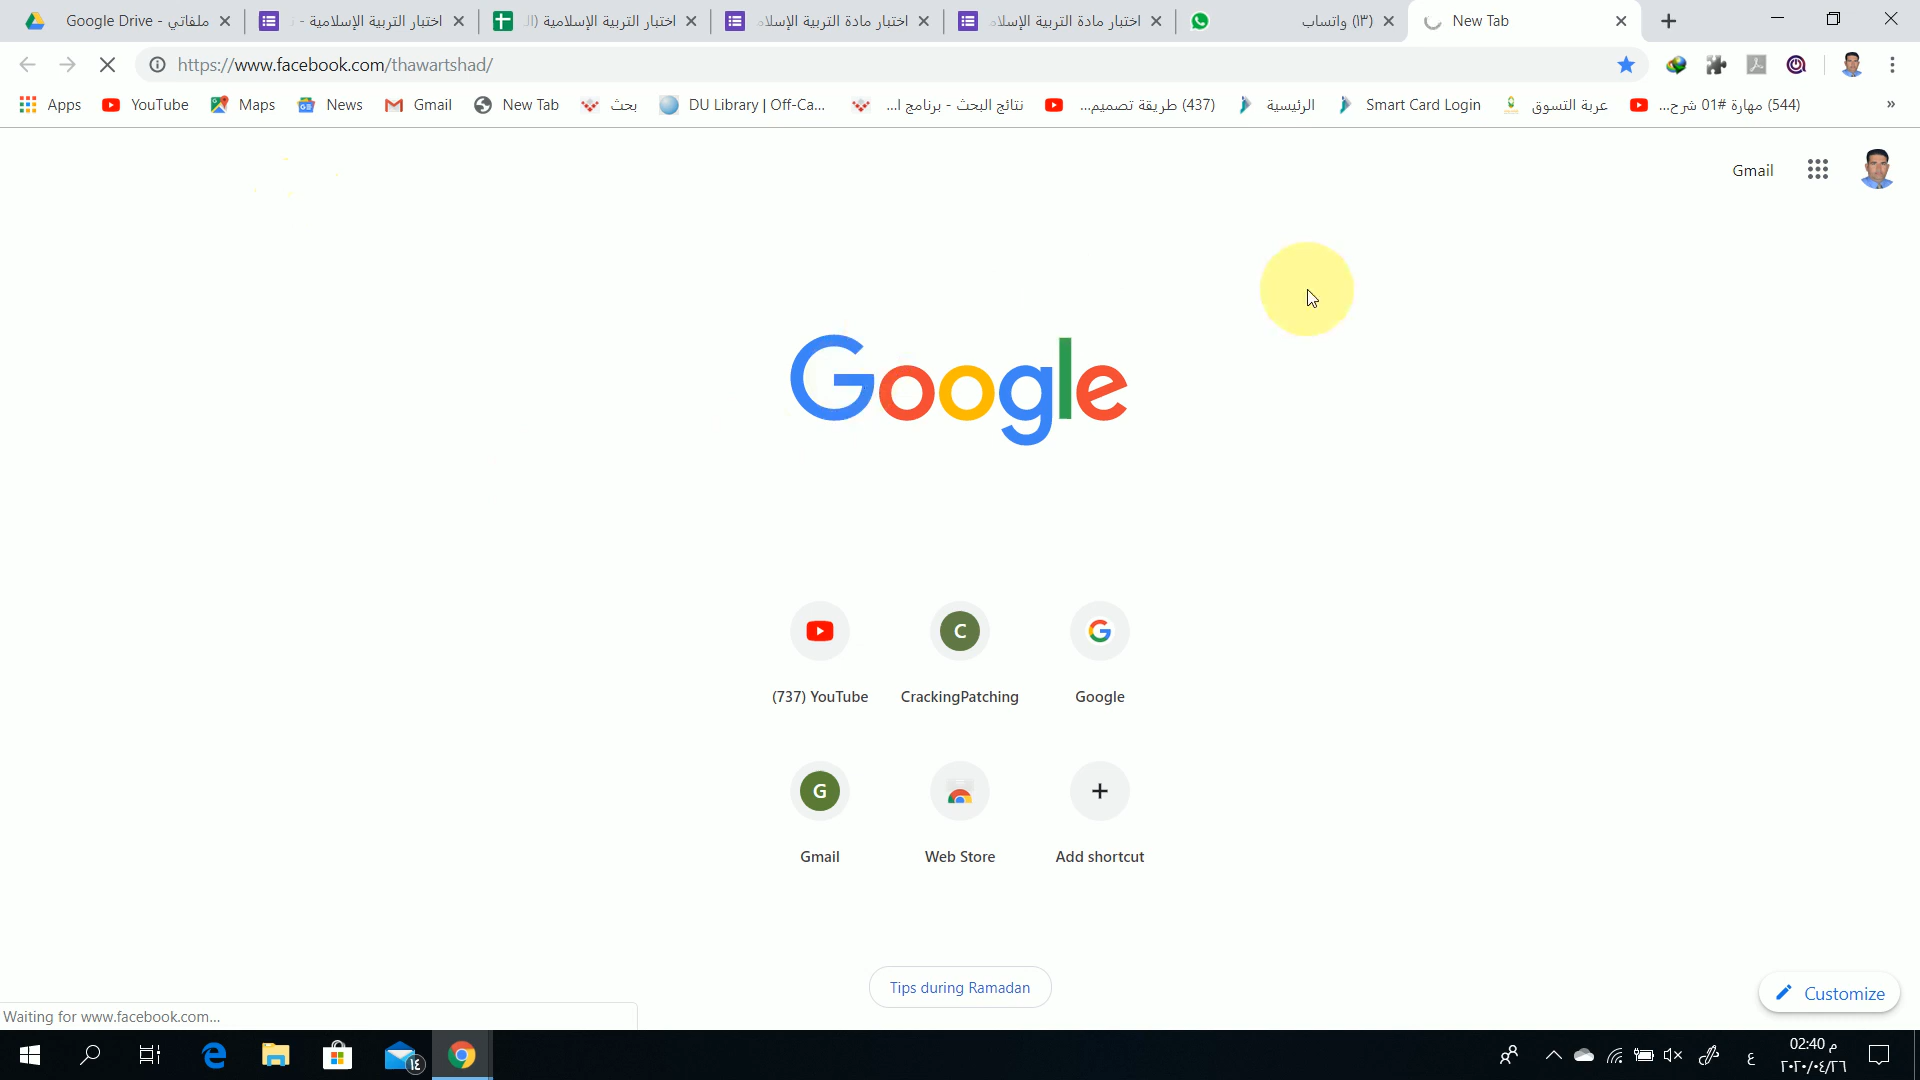 Google Drive - ملفاتي
اختبار التربية الإسلامية -
اختبار التربية الإسلامية (ال
اختبار مادة التربية الإسلا
اختبار مادة التربية الإسلا
(١٣) واتساب
New Tab
https://www.facebook.com/thawartshad/
Apps
YouTube
Maps
News
Gmail
New Tab
بحث
DU Library | Off-Ca...
نتائج البحث - برنامج ا...
(437) طريقة تصميم...
الرئيسية
Smart Card Login
عربة التسوق
(544) مهارة #01 شرح...
»
Gmail
Google
(737) YouTube
C
CrackingPatching
Google
G
Gmail
Web Store
Add shortcut
Tips during Ramadan
Customize
Waiting for www.facebook.com...
١٤
ع
02:40 م
٢٠٢٠/٠٤/٢٦